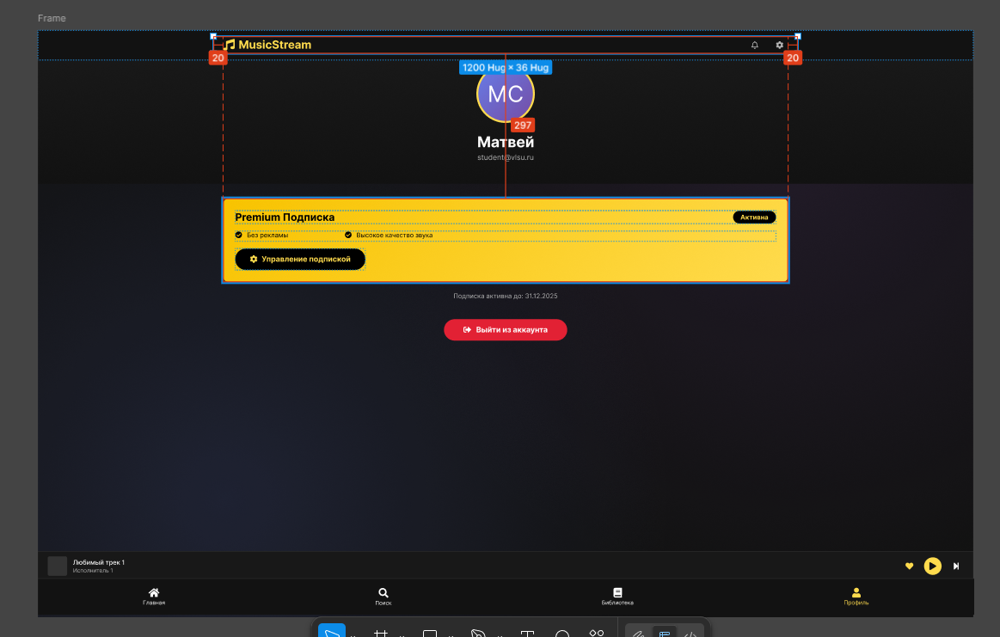 Frame
MusicStream
20
20
1200 Hug × 36 Hug
МС
297
Матвей
student@vlsu.ru
Premium Подписка
Активна
Без рекламы
Высокое качество звука
Управление подпиской
Подписка активна до: 31.12.2025
Выйти из аккаунта
Любимый трек 1
Исполнитель 1
Главная
Поиск
Библиотека
Профиль